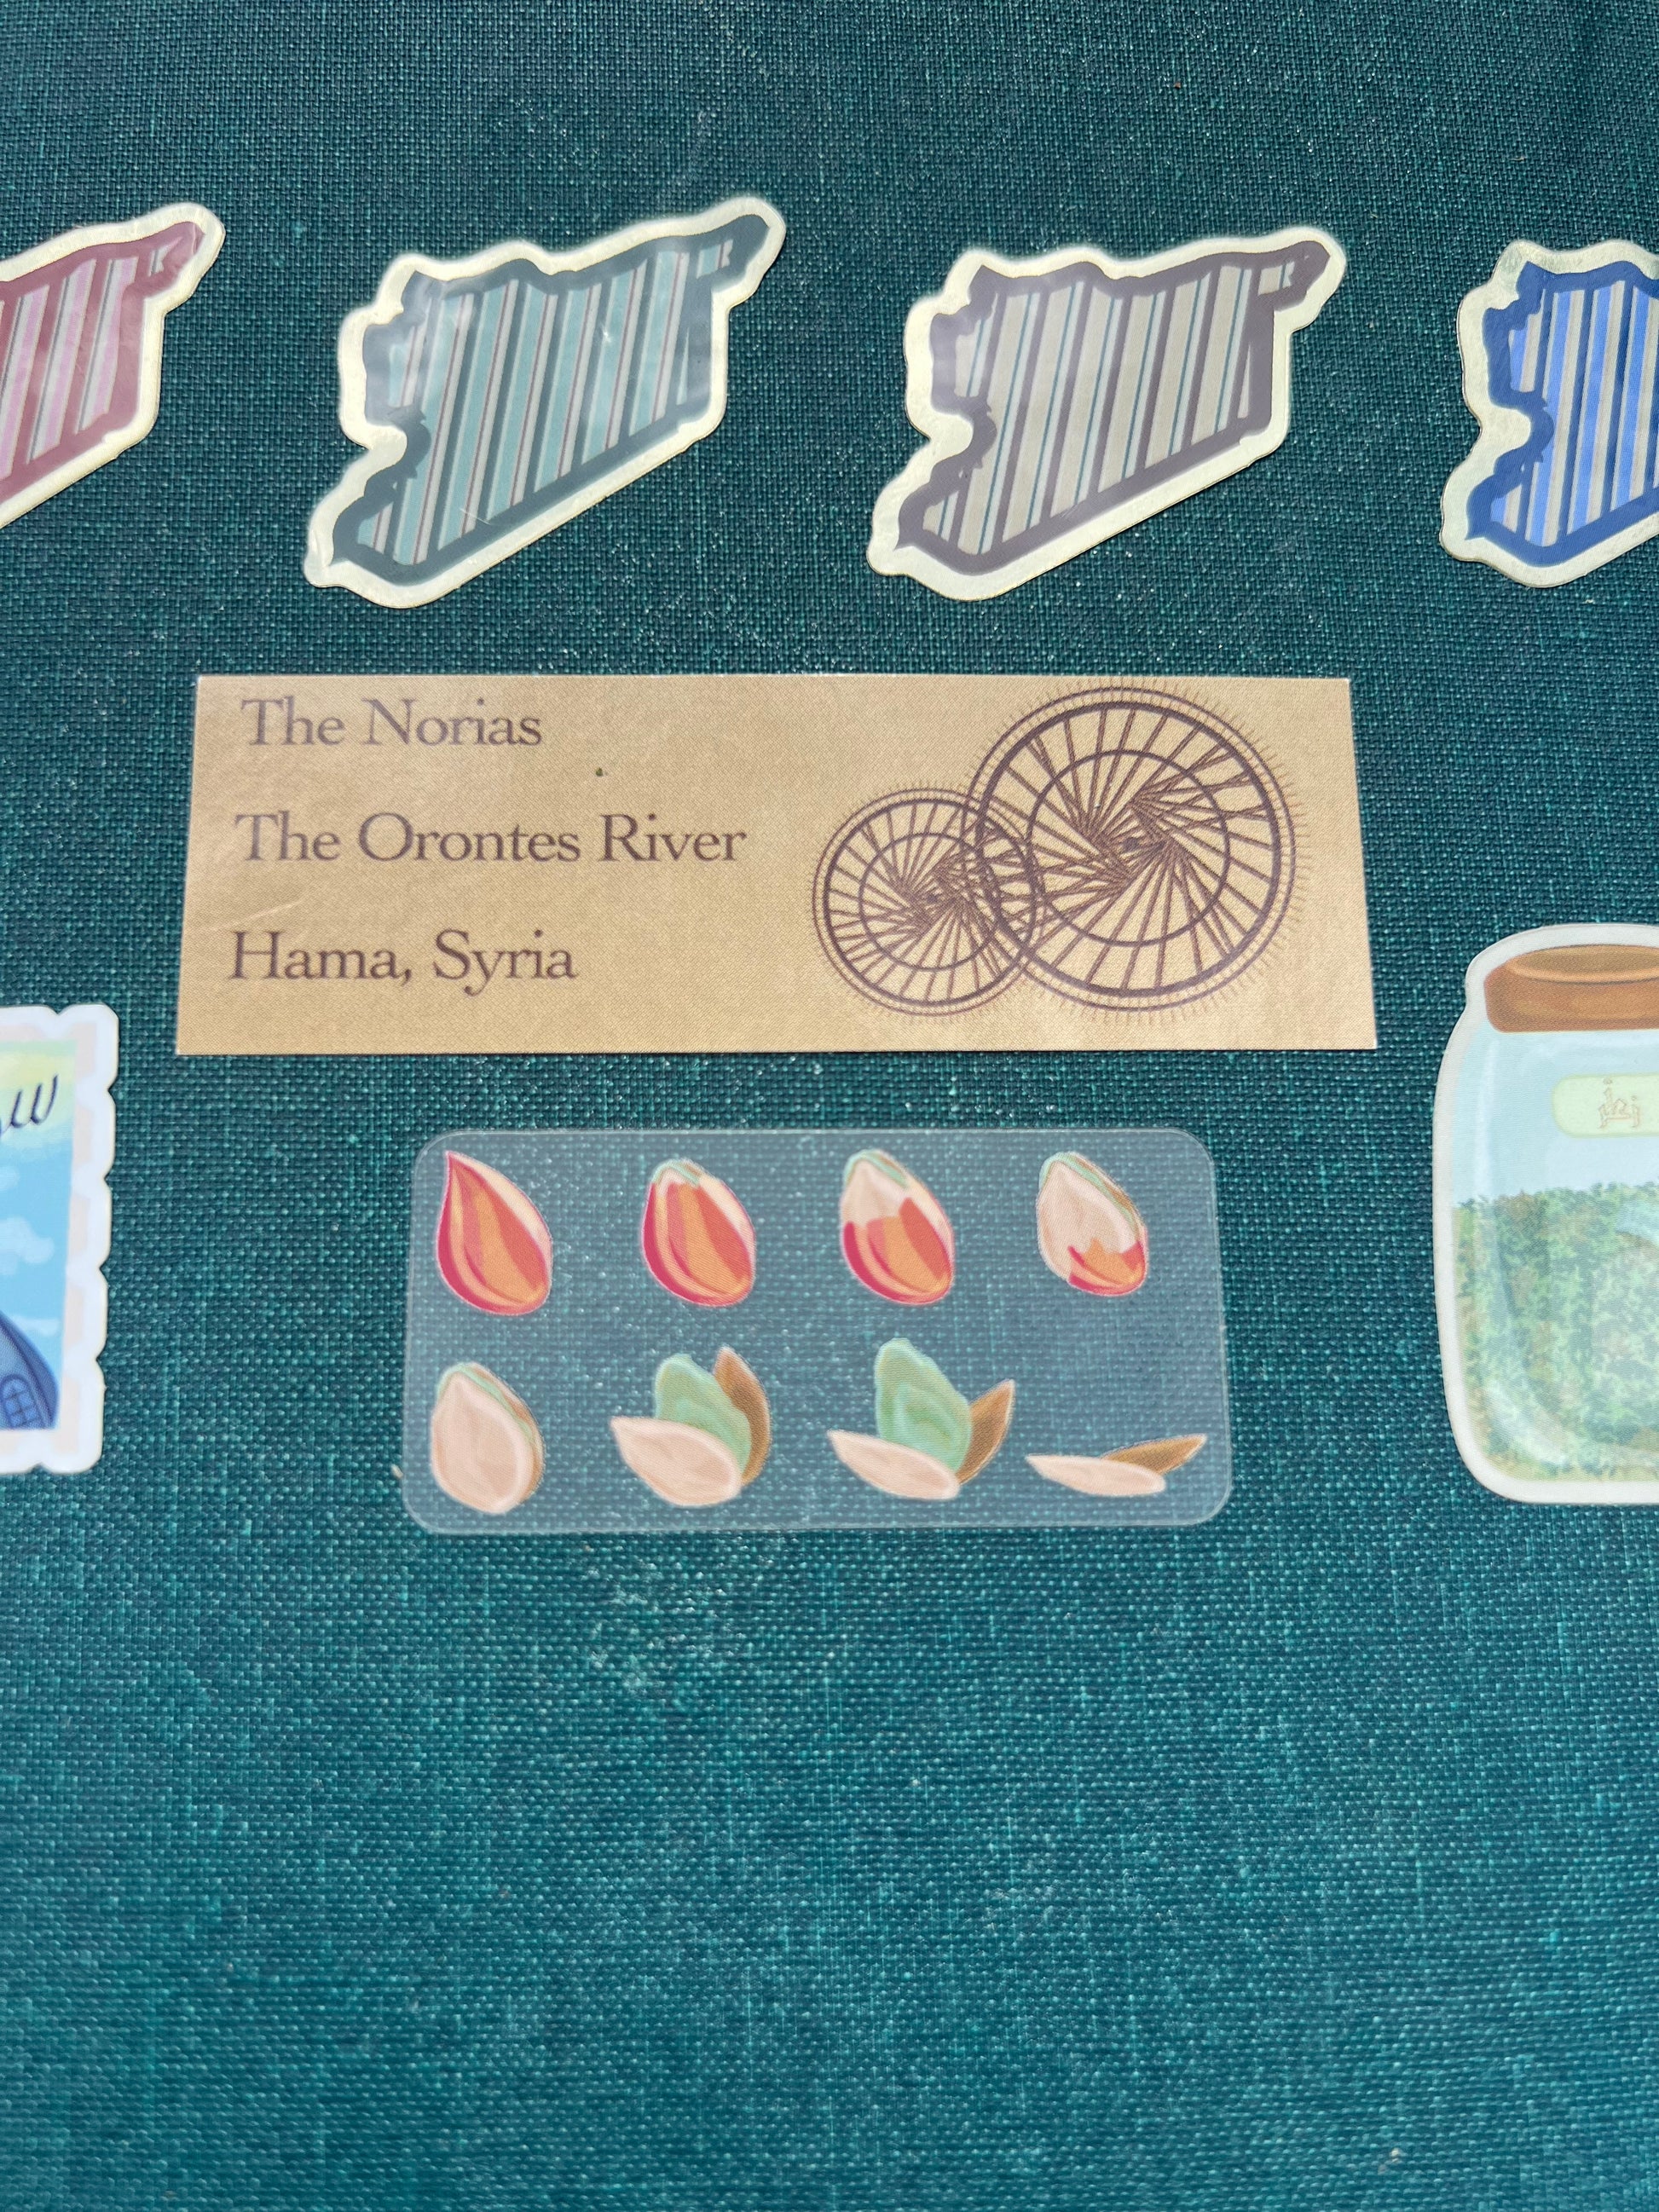 The Norias
The Orontes River
Hama, Syria
زعتر